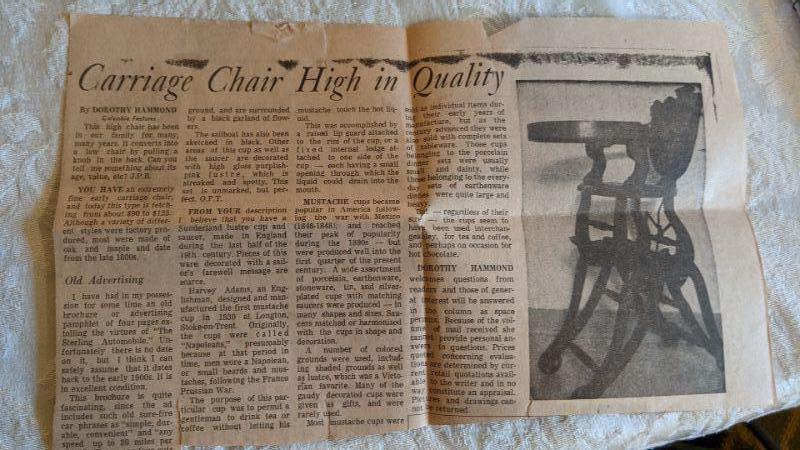 Carriage Chair High in Quality
By DOROTHY HAMMOND
Columbia Features
This high chair has been
in our family for many,
many years. It converts into
a low chair by pulling a
knob in the back. Can you
tell me something about its
age, value, etc? J.P.R.
YOU HAVE an extremely
fine early carriage chair,
and today this type is fetch-
ing from about $90 to $125.
Although a variety of differ-
ent styles were factory pro-
duced, most were made of
oak and maple and date
from the late 1800s.
Old Advertising
I have had in my posses-
sion for some time an old
brochure or advertising
pamphlet of four pages ex-
tolling the virtues of "The
Sterling Automobile." Un-
fortunately there is no date
on it, but I think I can
safely assume that it dates
back to the early 1900s. It is
in excellent condition.
This brochure is quite
fascinating, since the ad
includes such old sure-fire
car phrases as "simple, dur-
able, convenient" and "any
speed up to 20 miles per
ground, and are surrounded
by a black garland of flow-
ers.
The sailboat has also been
sketched in black. Other
areas of this cup as well as
the saucer are decorated
with high gloss purplish-
pink lustre, which is
streaked and spotty. This
set is unmarked, but per-
fect. O.F.T.
FROM YOUR description
I believe that you have a
Sunderland lustre cup and
saucer, made in England
during the last half of the
19th century. Pieces of this
ware decorated with a sail-
or's farewell message are
scarce.
Harvey Adams, an Eng-
lishman, designed and man-
ufactured the first mustache
cup in 1830 at Longton,
Stoke-on-Trent. Originally,
the cups were called
"Napoleans," presumably
because at that period in
time, men wore a Napolean,
or small beards and mus-
taches, following the Franco
Prussian War.
The purpose of this par-
ticular cup was to permit a
gentleman to drink tea or
coffee without letting his
mustache touch the hot liq-
uid.
This was accomplished by
a raised lip guard attached
to the rim of the cup, or a
fixed internal ledge at-
tached to one side of the
cup — each having a small
opening through which the
liquid could drain into the
mouth.
MUSTACHE cups became
popular in America follow-
ing the war with Mexico
(1846-1848); and reached
their peak of popularity
during the 1890s — but
were produced well into the
first quarter of the present
century. A wide assortment
of porcelain, earthenware,
stoneware, tin, and silver-
plated cups with matching
saucers were produced — in
many shapes and sizes. Sau-
cers matched or harmonized
with the cups in shape and
decoration.
A number of colored
grounds were used, includ-
ing shaded grounds as well
as lustre, which was a Victo-
rian favorite. Many of the
gaudy decorated cups were
given as gifts, and were
rarely used.
Most mustache cups were
sold as individual items dur-
ing their early years of
manufacture, but as the
century advanced they were
also sold with complete sets
of tableware. Those cups
belonging to the porcelain
dinner sets were usually
small and dainty, while
those belonging to the every-
day sets of earthenware
dishes were quite large and
heavy.
— regardless of their
— the cups seem to
have been used interchan-
geably, for tea and coffee,
and perhaps on occasion for
hot chocolate.
DOROTHY HAMMOND
welcomes questions from
readers and those of gener-
al interest will be answered
in the column as space
permits. Because of the vol-
ume of mail received she
cannot provide personal an-
swers to questions. Prices
quoted concerning evalua-
tions are determined by cur-
rent retail quotations avail-
able to the writer and in no
way constitute an appraisal.
Pictures and drawings can-
not be returned.